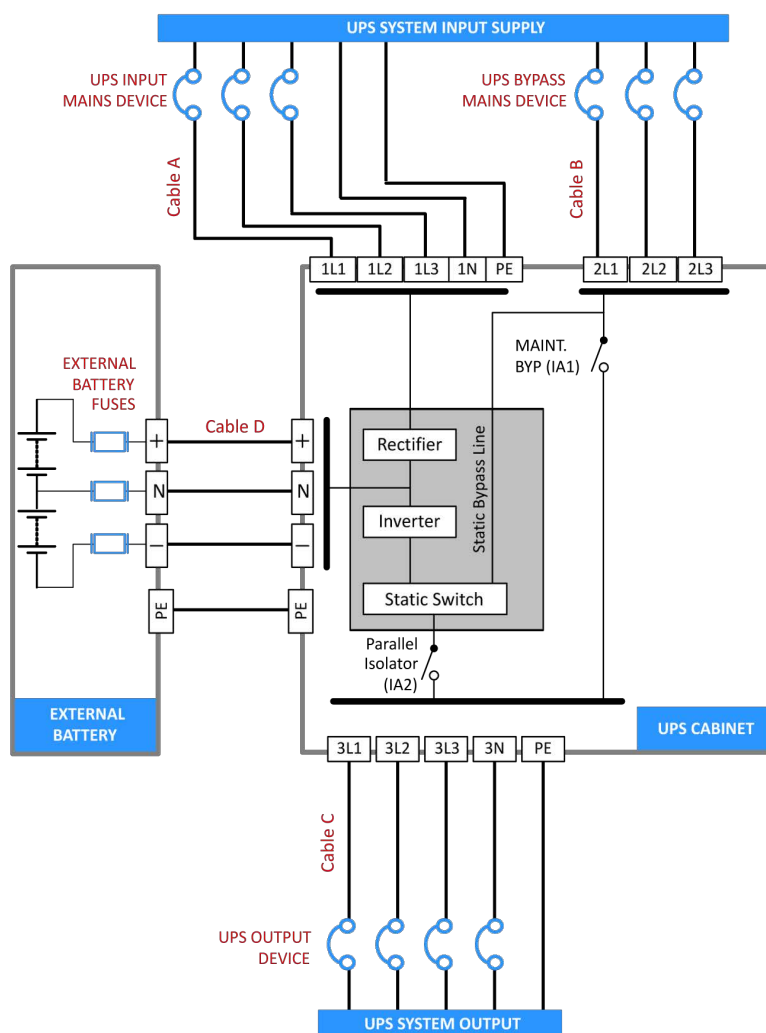 UPS SYSTEM INPUT SUPPLY
UPS INPUT
MAINS DEVICE
UPS BYPASS
MAINS DEVICE
Cable A
Cable B
1L1
1L2
1L3
1N
PE
2L1
2L2
2L3
EXTERNAL
BATTERY
FUSES
MAINT.
BYP (IA1)
Cable D
+
+
Rectifier
Static Bypass Line
N
N
Inverter
−
−
Static Switch
PE
PE
Parallel
Isolator
(IA2)
EXTERNAL
BATTERY
UPS CABINET
3L1
3L2
3L3
3N
PE
Cable C
UPS OUTPUT
DEVICE
UPS SYSTEM OUTPUT